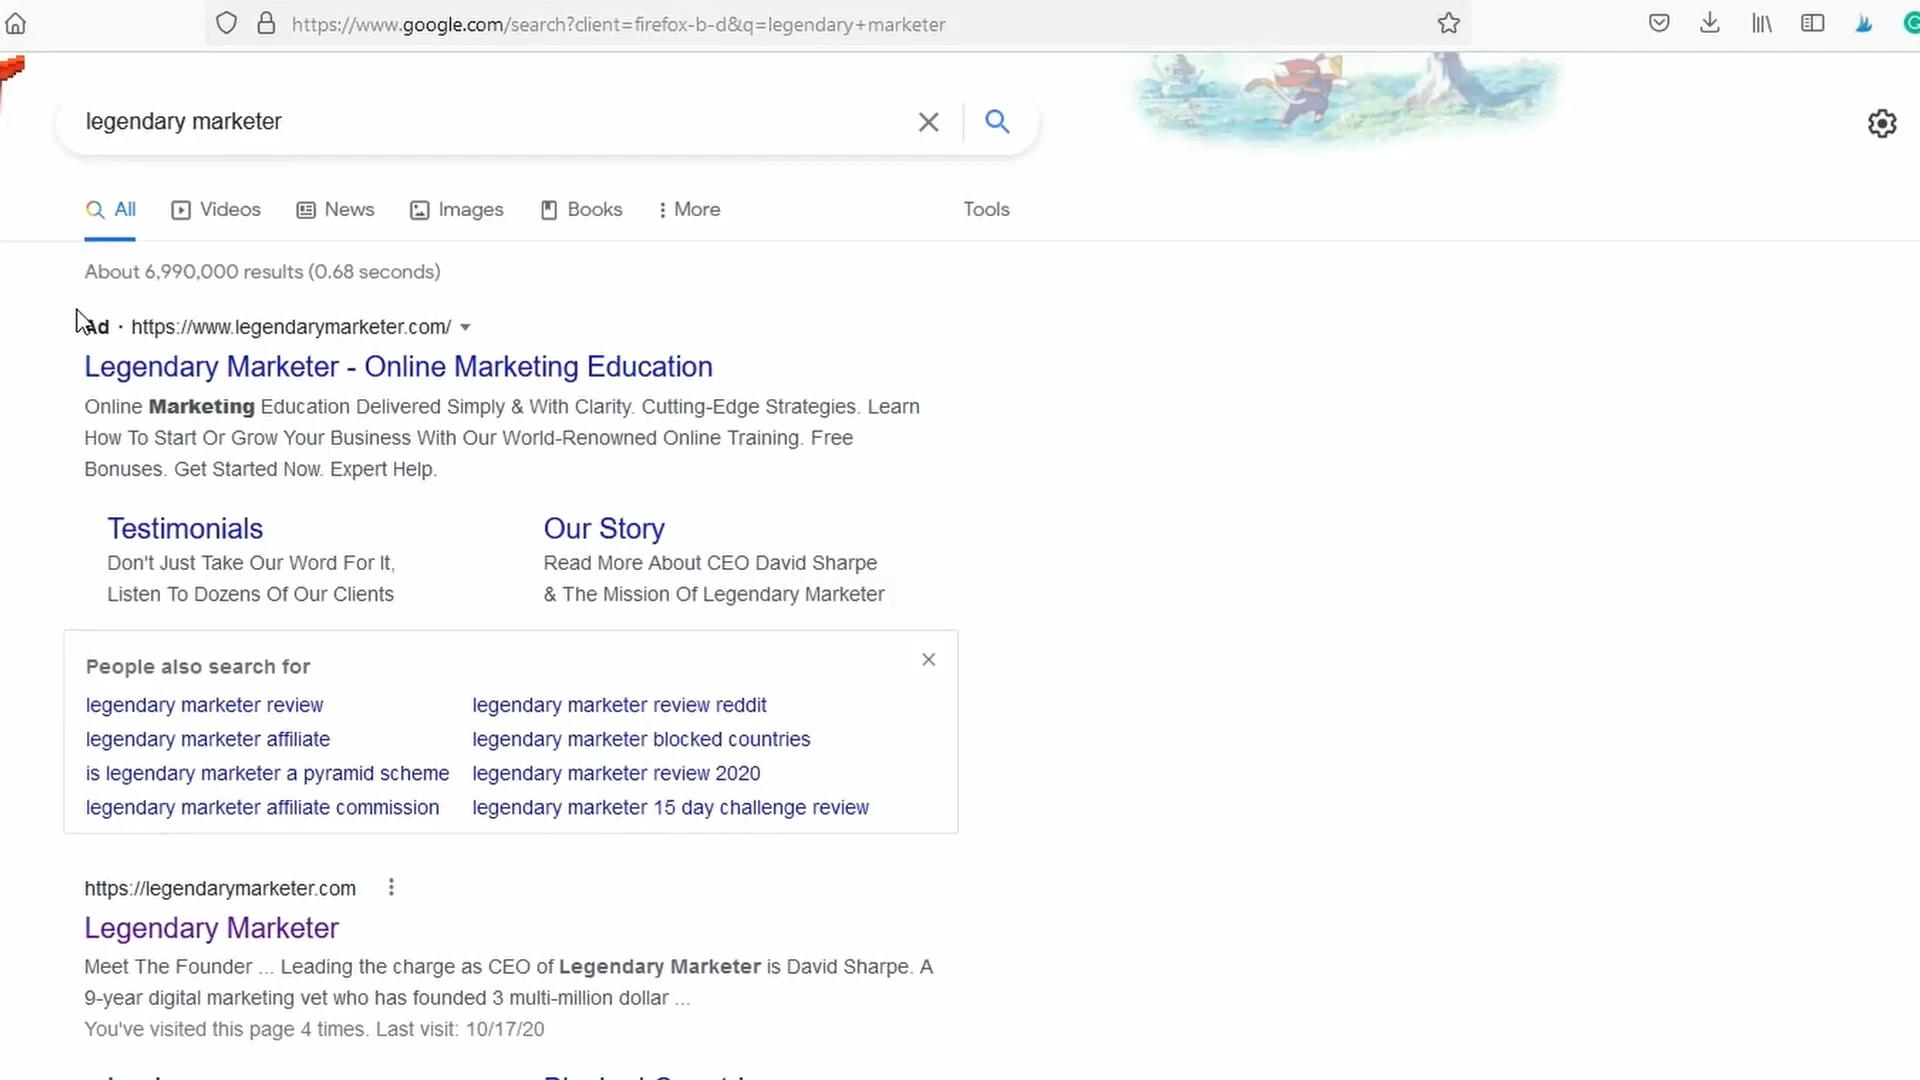 https://www.google.com/search?client=firefox-b-d&q=legendary+marketer
legendary marketer
All Videos News Images Books More Tools
About 6,990,000 results (0.68 seconds)
Ad · https://www.legendarymarketer.com/
Legendary Marketer - Online Marketing Education
Online Marketing Education Delivered Simply & With Clarity. Cutting-Edge Strategies. Learn
How To Start Or Grow Your Business With Our World-Renowned Online Training. Free
Bonuses. Get Started Now. Expert Help.
Testimonials
Don't Just Take Our Word For It,
Listen To Dozens Of Our Clients
Our Story
Read More About CEO David Sharpe
& The Mission Of Legendary Marketer
People also search for
legendary marketer review
legendary marketer affiliate
is legendary marketer a pyramid scheme
legendary marketer affiliate commission
legendary marketer review reddit
legendary marketer blocked countries
legendary marketer review 2020
legendary marketer 15 day challenge review
https://legendarymarketer.com
Legendary Marketer
Meet The Founder ... Leading the charge as CEO of Legendary Marketer is David Sharpe. A
9-year digital marketing vet who has founded 3 multi-million dollar ...
You've visited this page 4 times. Last visit: 10/17/20